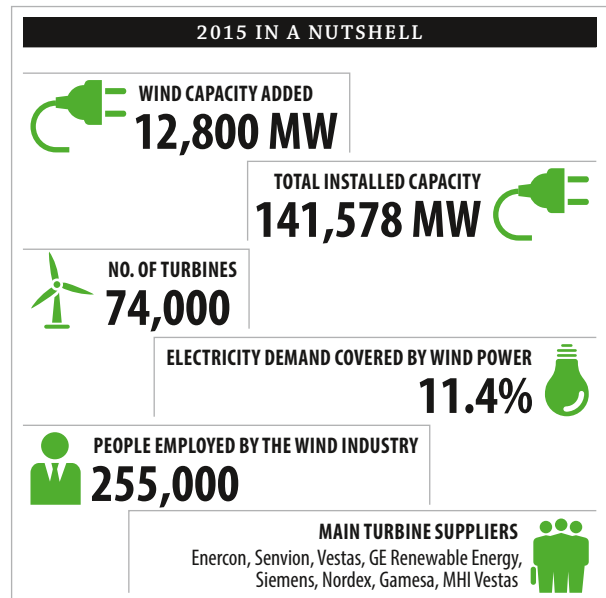 2015 IN A NUTSHELL
WIND CAPACITY ADDED
12,800 MW
TOTAL INSTALLED CAPACITY
141,578 MW
NO. OF TURBINES
74,000
ELECTRICITY DEMAND COVERED BY WIND POWER
11.4%
PEOPLE EMPLOYED BY THE WIND INDUSTRY
255,000
MAIN TURBINE SUPPLIERS
Enercon, Senvion, Vestas, GE Renewable Energy,
Siemens, Nordex, Gamesa, MHI Vestas